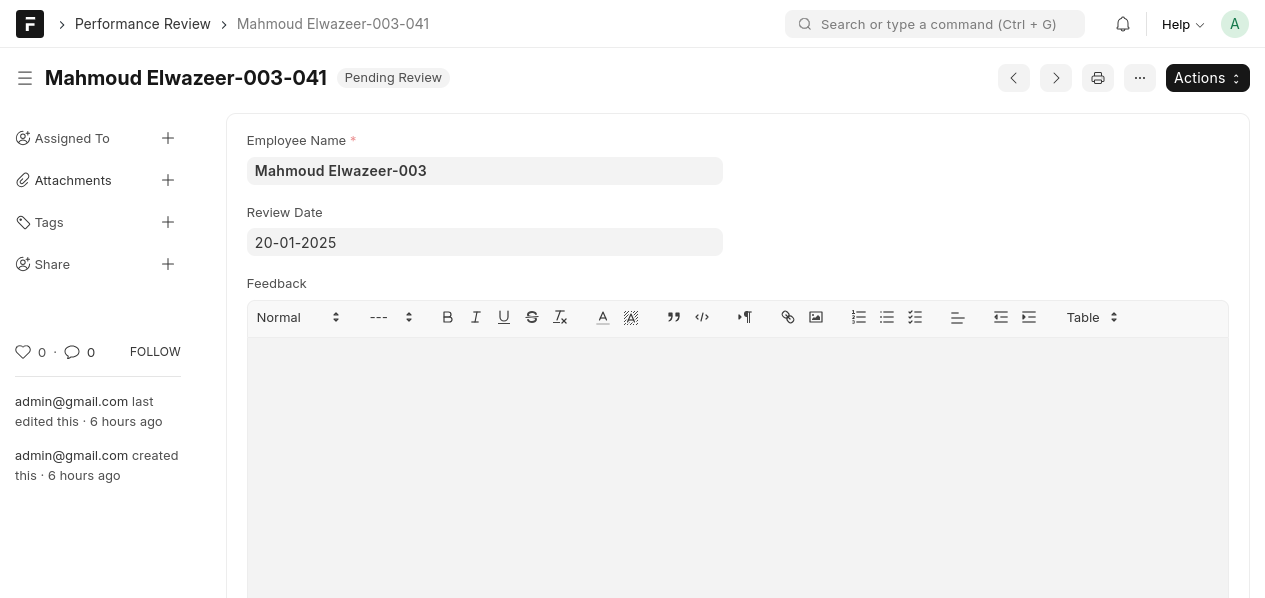 Performance Review
Mahmoud Elwazeer-003-041
Search or type a command (Ctrl + G)
Help
A
Mahmoud Elwazeer-003-041
Pending Review
Actions
Assigned To
Attachments
Tags
Share
0 · 0 FOLLOW
admin@gmail.com last
edited this · 6 hours ago
admin@gmail.com created
this · 6 hours ago
Employee Name *
Mahmoud Elwazeer-003
Review Date
20-01-2025
Feedback
Normal --- B I U S A A Table